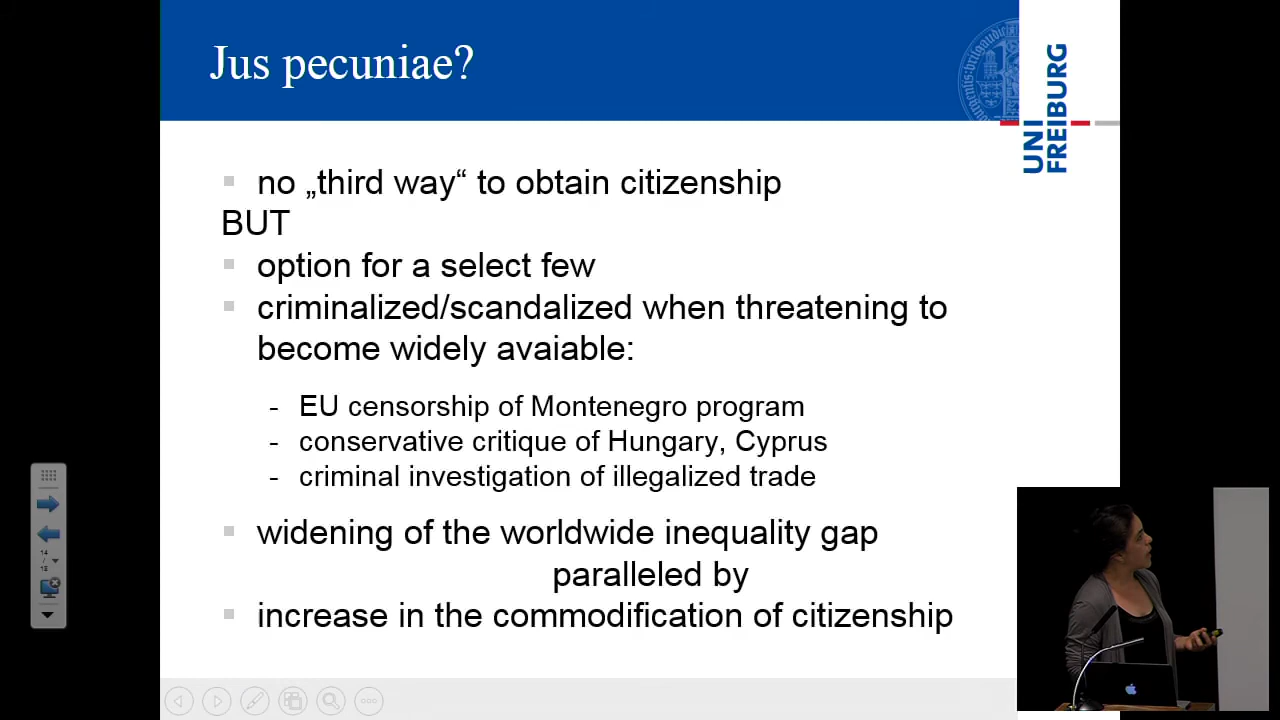 Jus pecuniae?
UNI
FREIBURG
no „third way“ to obtain citizenship
BUT
option for a select few
criminalized/scandalized when threatening to
become widely avaiable:
- EU censorship of Montenegro program
- conservative critique of Hungary, Cyprus
- criminal investigation of illegalized trade
widening of the worldwide inequality gap
paralleled by
increase in the commodification of citizenship
14
/
18